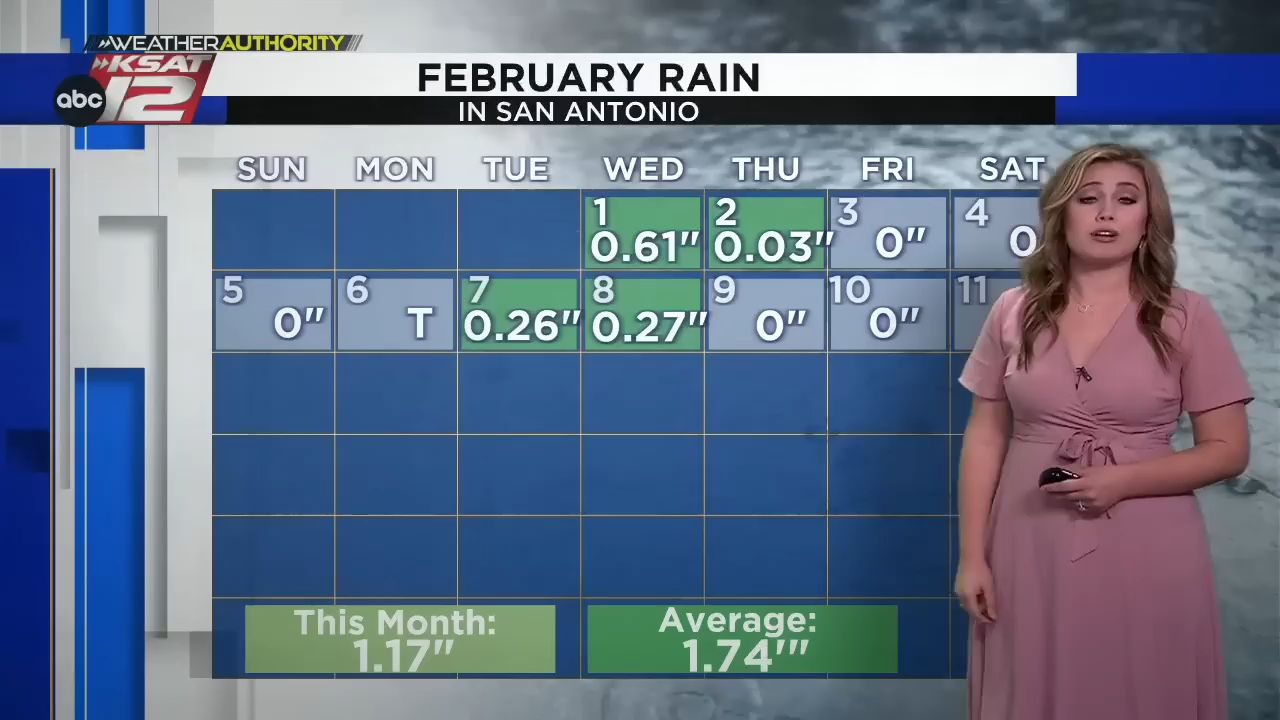 WEATHERAUTHORITY
KSAT
abc 12
FEBRUARY RAIN
IN SAN ANTONIO
SUN MON TUE WED THU FRI SAT
1 2 3 4
0.61" 0.03" 0" 0
5 6 7 8 9 10 11
0" T 0.26" 0.27" 0" 0"
This Month: Average:
1.17" 1.74'"